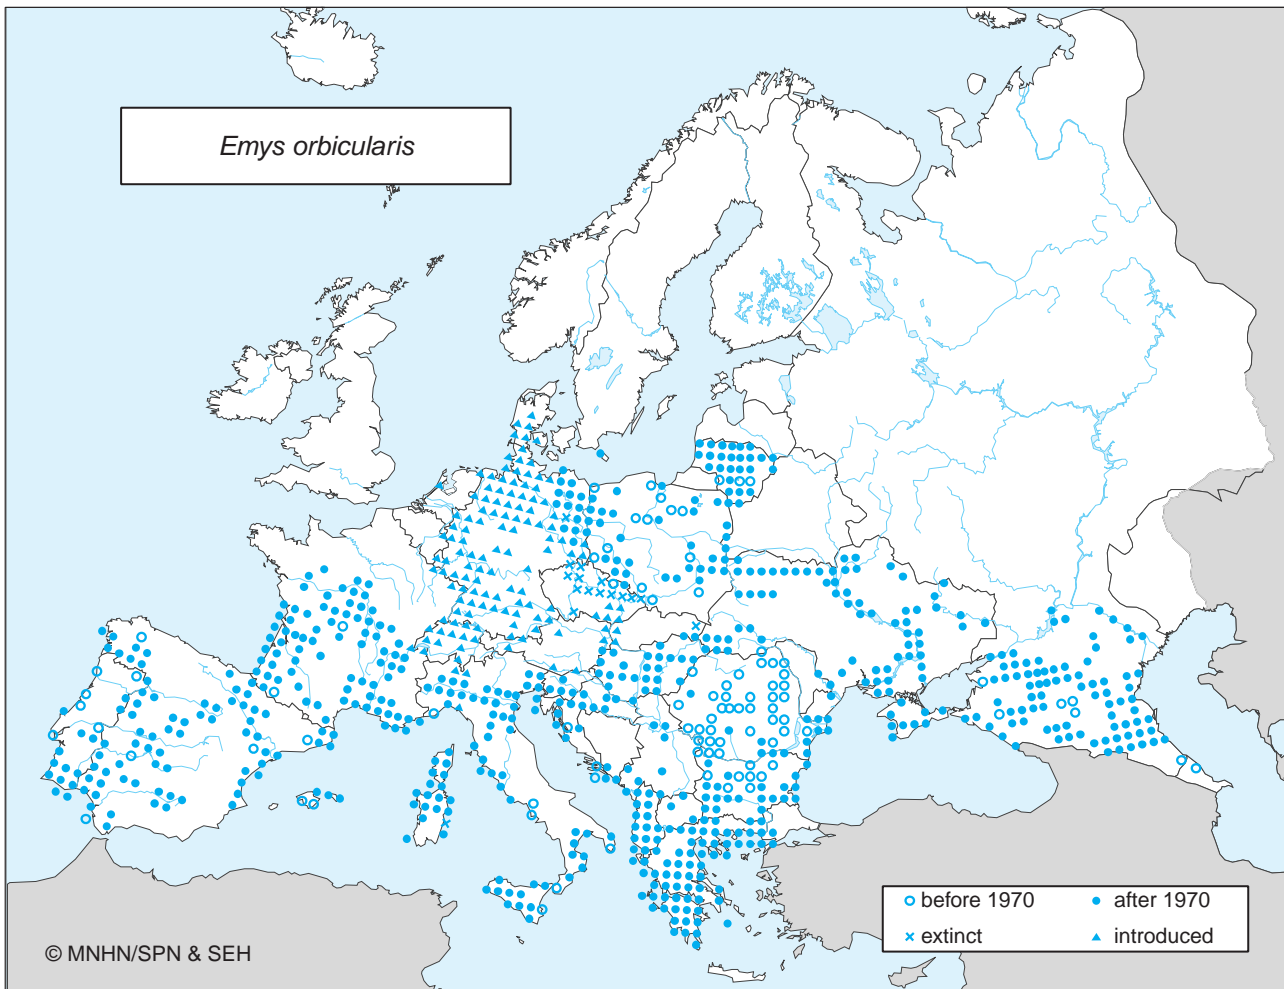 Emys orbicularis
before 1970
after 1970
extinct
introduced
© MNHN/SPN & SEH